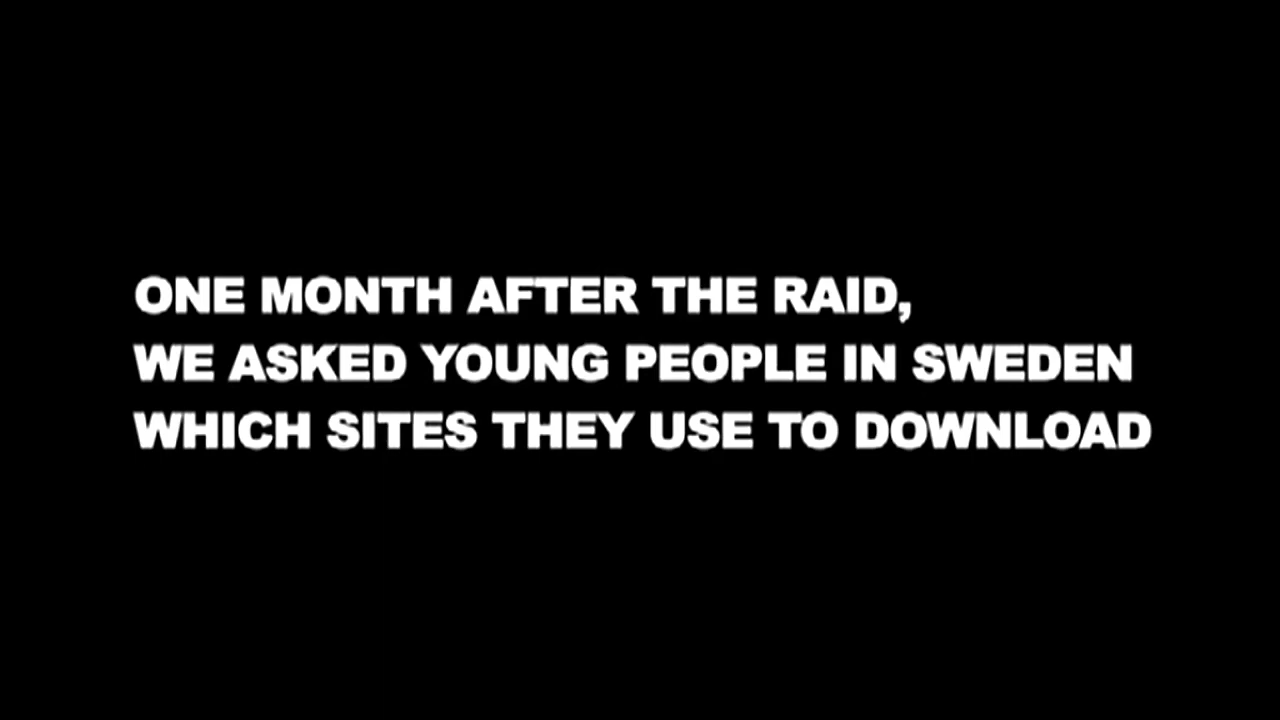 ONE MONTH AFTER THE RAID,
WE ASKED YOUNG PEOPLE IN SWEDEN
WHICH SITES THEY USE TO DOWNLOAD